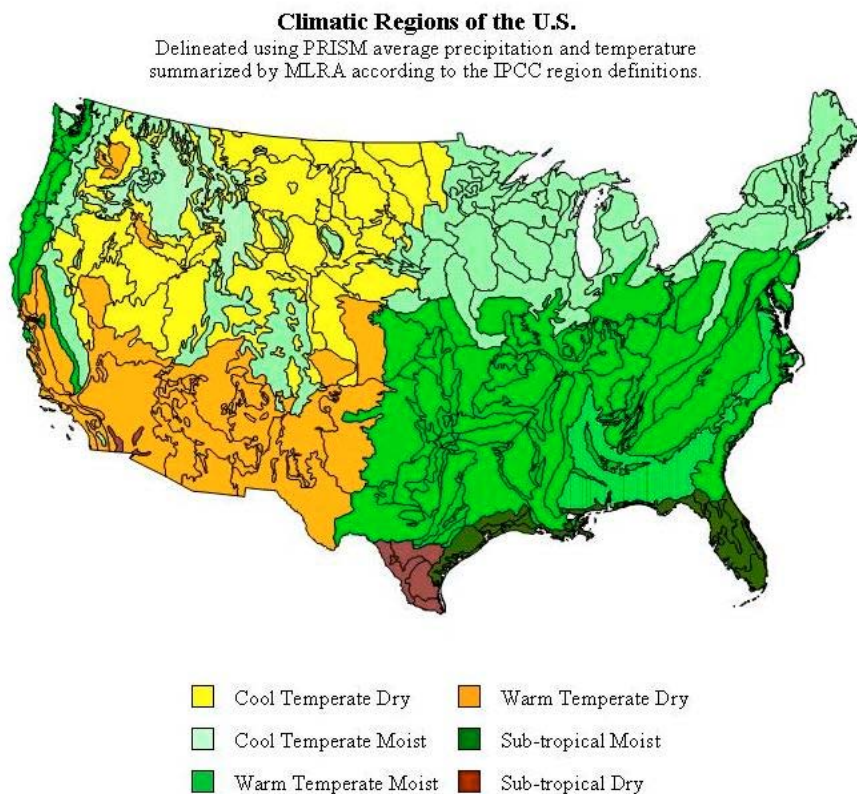 Climatic Regions of the U.S.
Delineated using PRISM average precipitation and temperature
summarized by MLRA according to the IPCC region definitions.
Cool Temperate Dry
Warm Temperate Dry
Cool Temperate Moist
Sub-tropical Moist
Warm Temperate Moist
Sub-tropical Dry